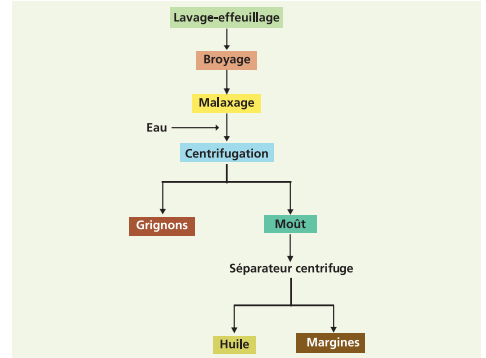 Lavage-effeuillage
Broyage
Malaxage
Eau
Centrifugation
Grignons
Moût
Séparateur centrifuge
Huile
Margines